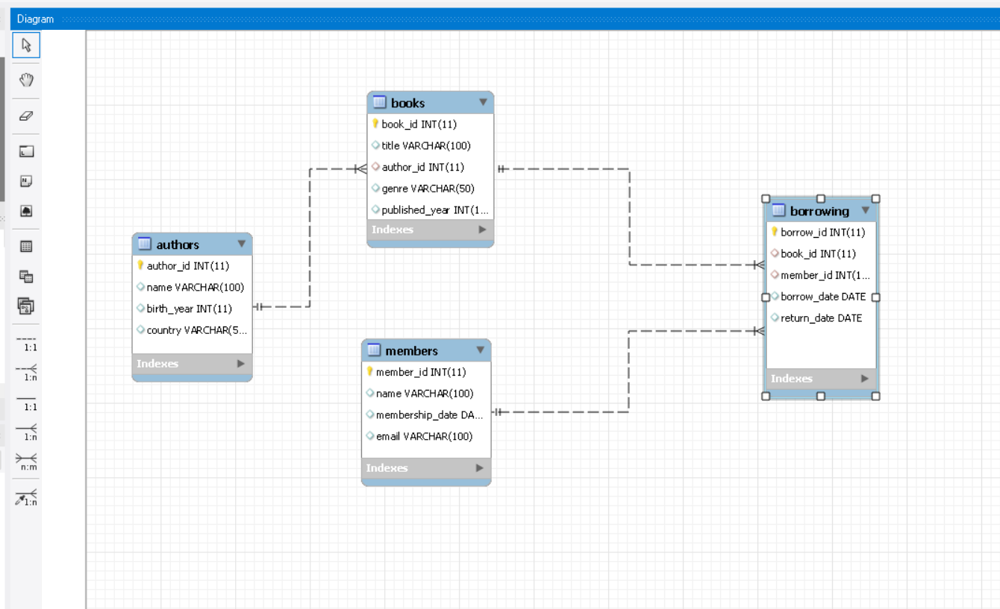 Diagram
books
book_id INT(11)
title VARCHAR(100)
author_id INT(11)
genre VARCHAR(50)
published_year INT(1...
Indexes
authors
author_id INT(11)
name VARCHAR(100)
birth_year INT(11)
country VARCHAR(5...
Indexes
members
member_id INT(11)
name VARCHAR(100)
membership_date DA...
email VARCHAR(100)
Indexes
borrowing
borrow_id INT(11)
book_id INT(11)
member_id INT(1...
borrow_date DATE
return_date DATE
Indexes
1:1
1:n
1:1
1:n
n:m
1:n